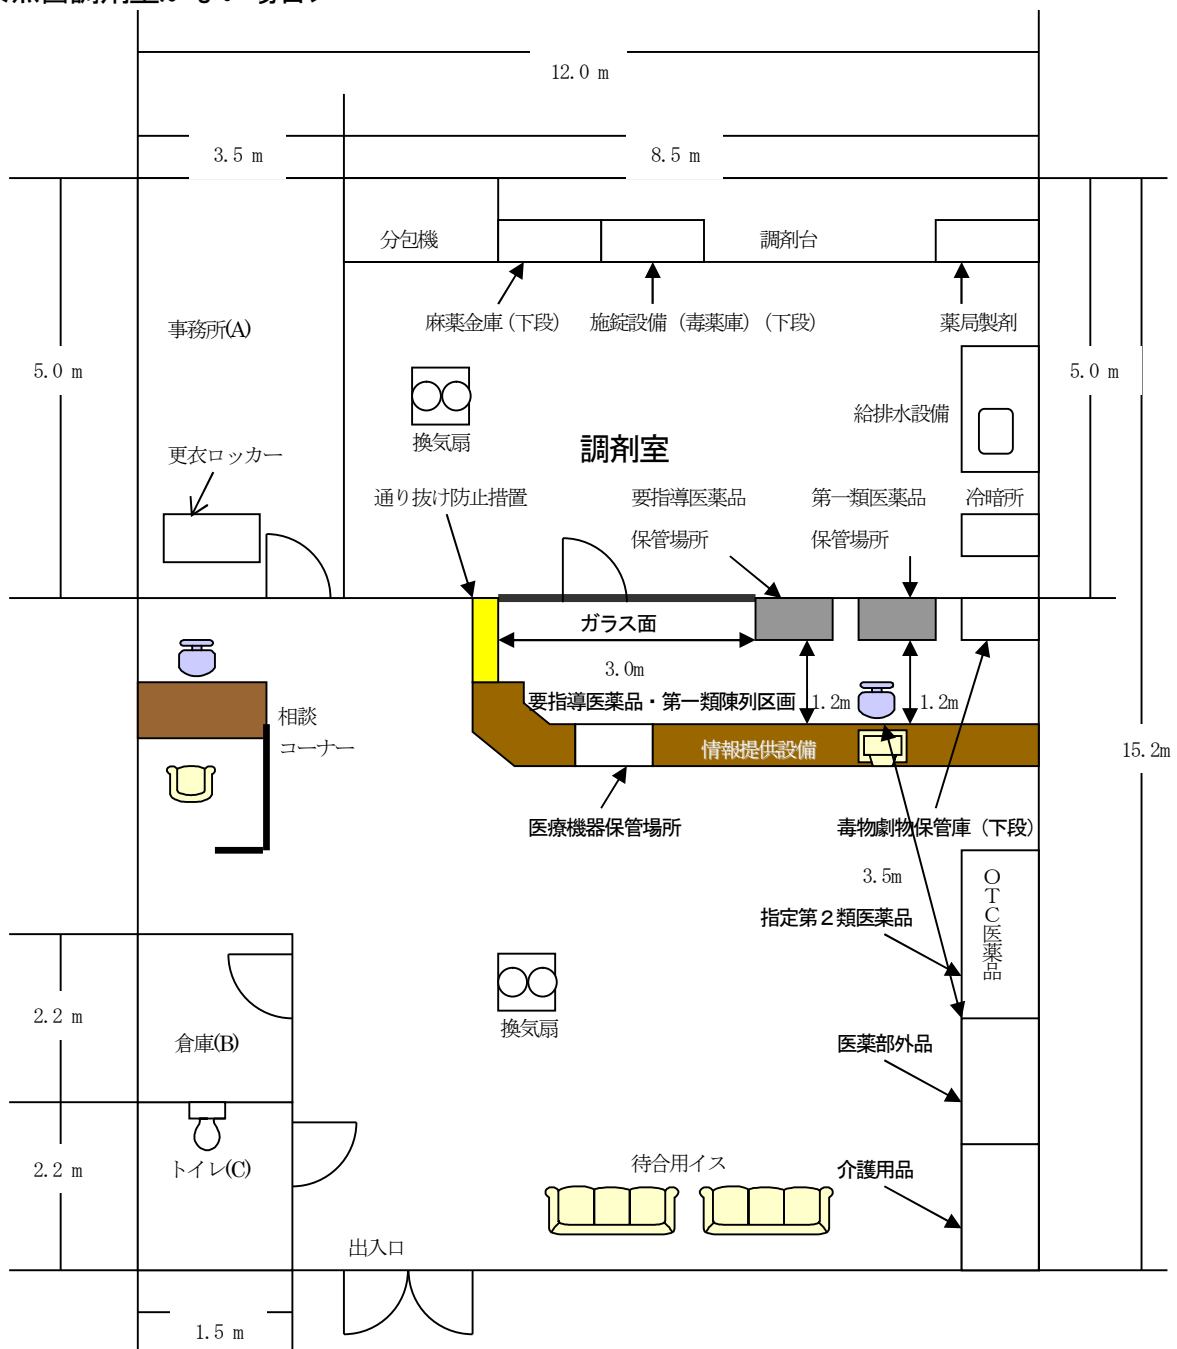 12.0 m
3.5 m
8.5 m
分包機
調剤台
麻薬金庫(下段)
施錠設備（毒薬庫）(下段)
薬局製剤
事務所(A)
5.0 m
5.0 m
給排水設備
換気扇
調剤室
更衣ロッカー
通り抜け防止措置
要指導医薬品
保管場所
第一類医薬品
保管場所
冷暗所
ガラス面
3.0m
要指導医薬品・第一類陳列区画
1.2m
1.2m
相談
コーナー
情報提供設備
15.2m
医療機器保管場所
毒物劇物保管庫（下段）
3.5m
OTC医薬品
指定第２類医薬品
2.2 m
換気扇
倉庫(B)
医薬部外品
トイレ(C)
2.2 m
待合用イス
介護用品
出入口
1.5 m